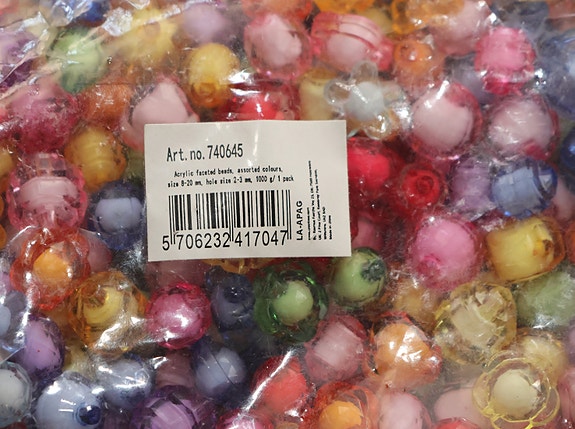 Art. no. 740645
Acrylic faceted beads, assorted colours,
size 8-20 mm, hole size 2-3 mm, 1000 g/ 1 pack
5 706232 417047
LA-APAG